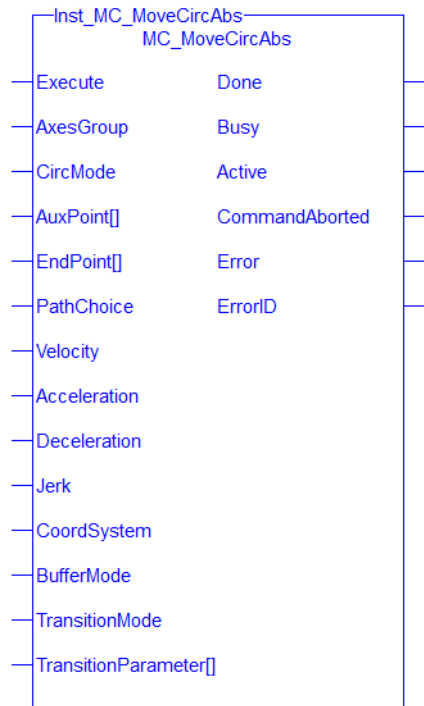 Inst_MC_MoveCircAbs
MC_MoveCircAbs
Execute Done
AxesGroup Busy
CircMode Active
AuxPoint[] CommandAborted
EndPoint[] Error
PathChoice ErrorID
Velocity
Acceleration
Deceleration
Jerk
CoordSystem
BufferMode
TransitionMode
TransitionParameter[]